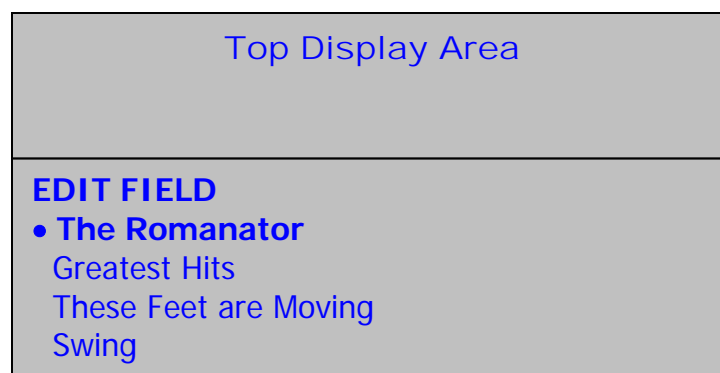 Top Display Area
EDIT FIELD
• The Romanator
Greatest Hits
These Feet are Moving
Swing